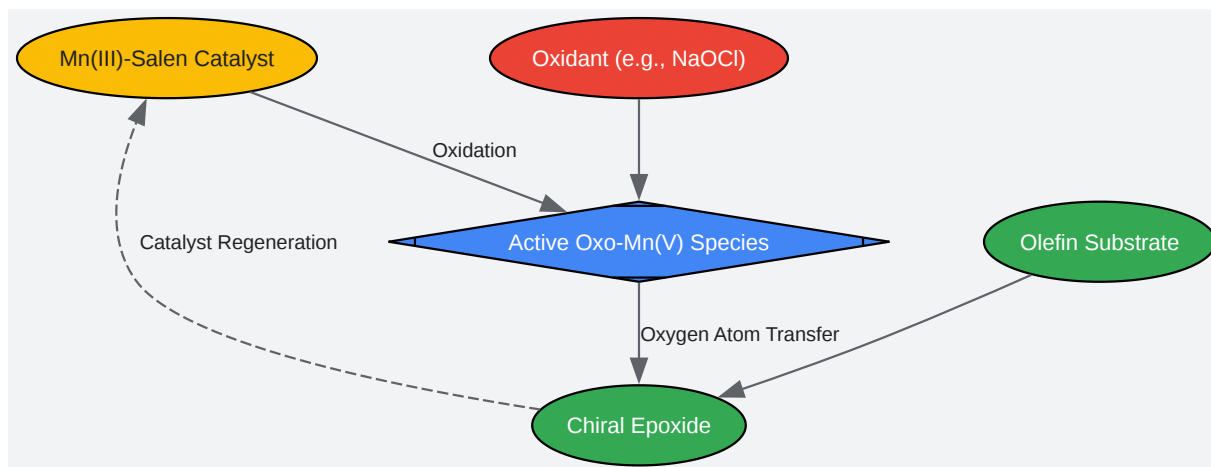 Mn(III)-Salen Catalyst
Oxidant (e.g., NaOCl)
Oxidation
Catalyst Regeneration
Active Oxo-Mn(V) Species
Olefin Substrate
Oxygen Atom Transfer
Chiral Epoxide